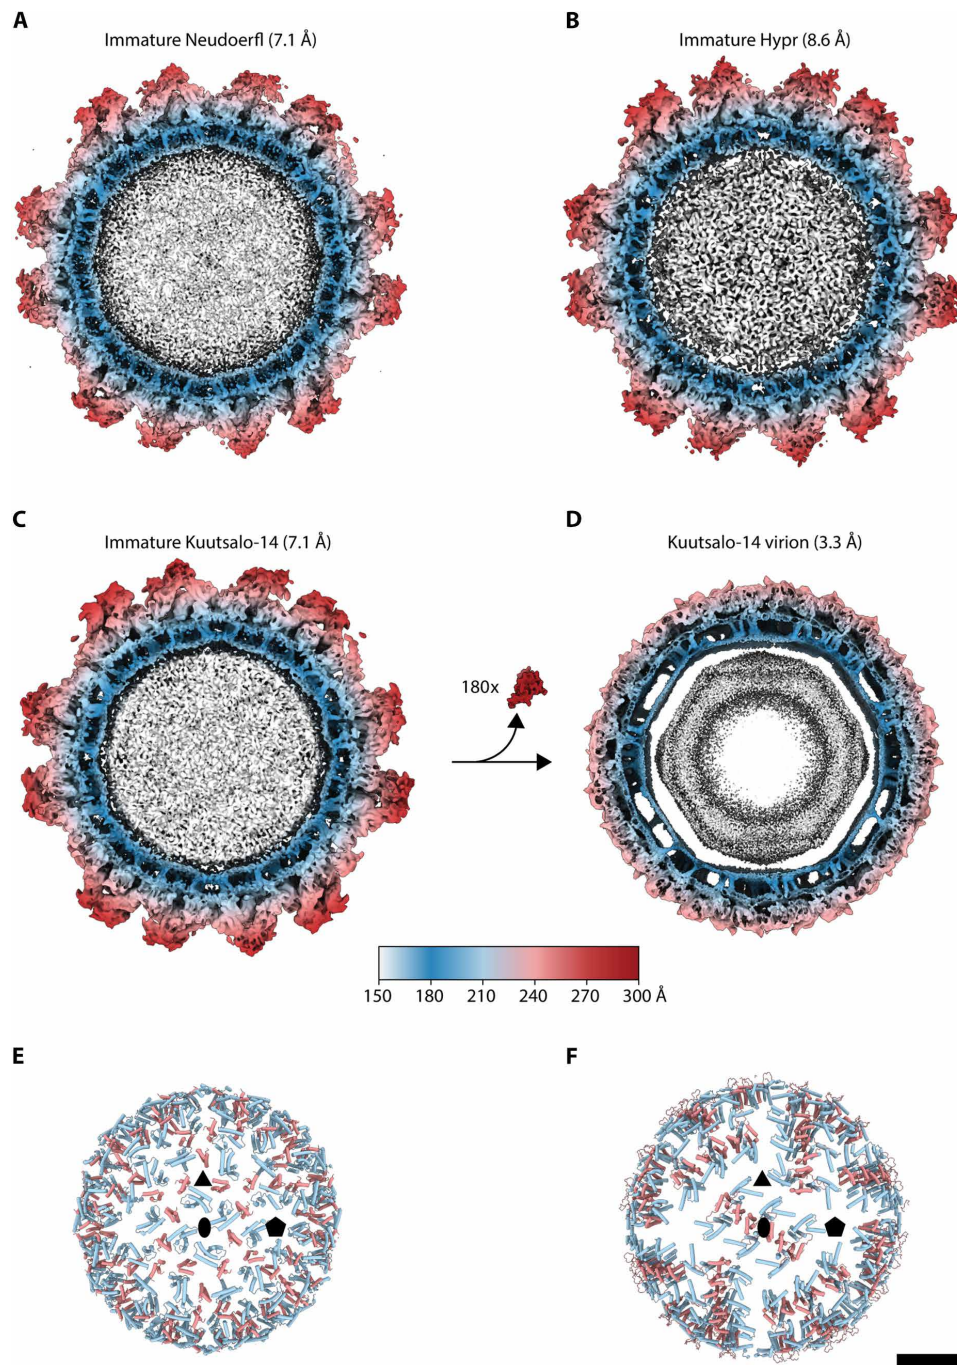 A
Immature Neudoerfl (7.1 Å)
B
Immature Hypr (8.6 Å)
C
Immature Kuutsalo-14 (7.1 Å)
D
Kuutsalo-14 virion (3.3 Å)
180x
150 180 210 240 270 300 Å
E
F